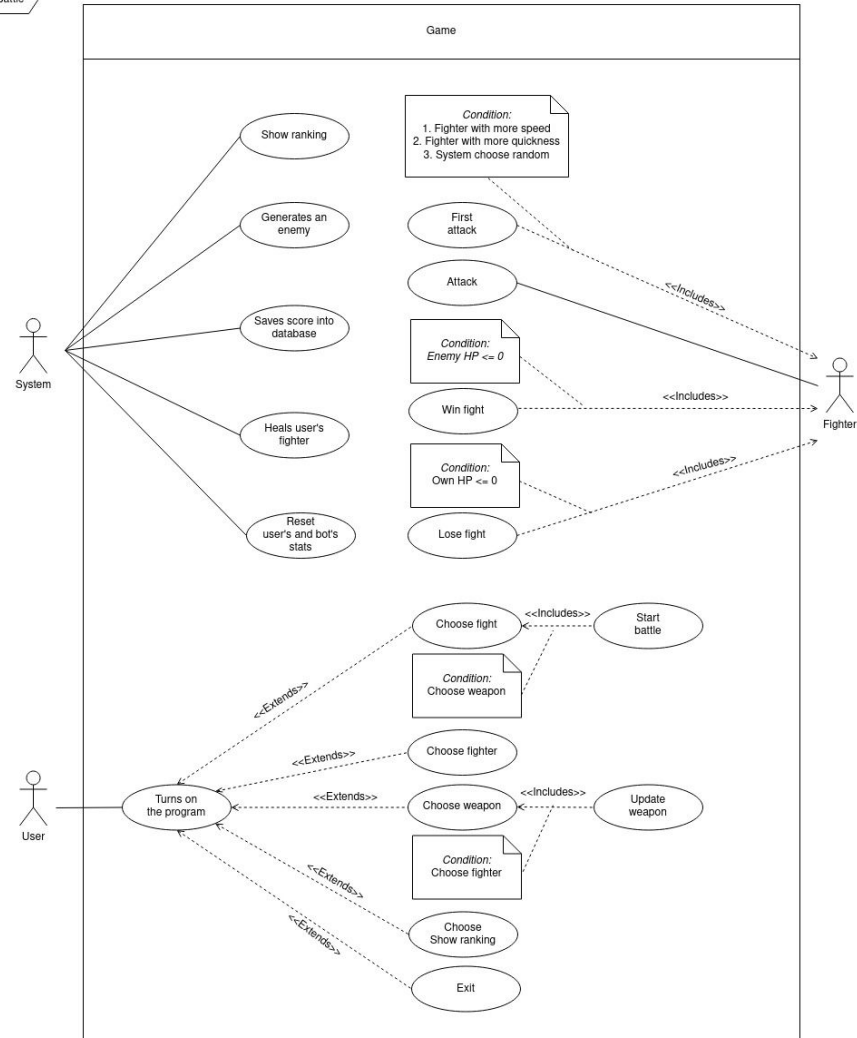 Game
Show ranking
Condition:
1. Fighter with more speed
2. Fighter with more quickness
3. System choose random
Generates an
enemy
First
attack
<<Includes>>
Attack
Saves score into
database
Condition:
Enemy HP <= 0
System
Win fight
<<Includes>>
Fighter
Heals user's
fighter
Condition:
Own HP <= 0
<<Includes>>
Reset
user's and bot's
stats
Lose fight
Choose fight
<<Includes>>
Start
battle
Condition:
Choose weapon
<<Extends>>
Choose fighter
<<Extends>>
User
Turns on
the program
<<Extends>>
Choose weapon
<<Includes>>
Update
weapon
Condition:
Choose fighter
<<Extends>>
Choose
Show ranking
<<Extends>>
Exit